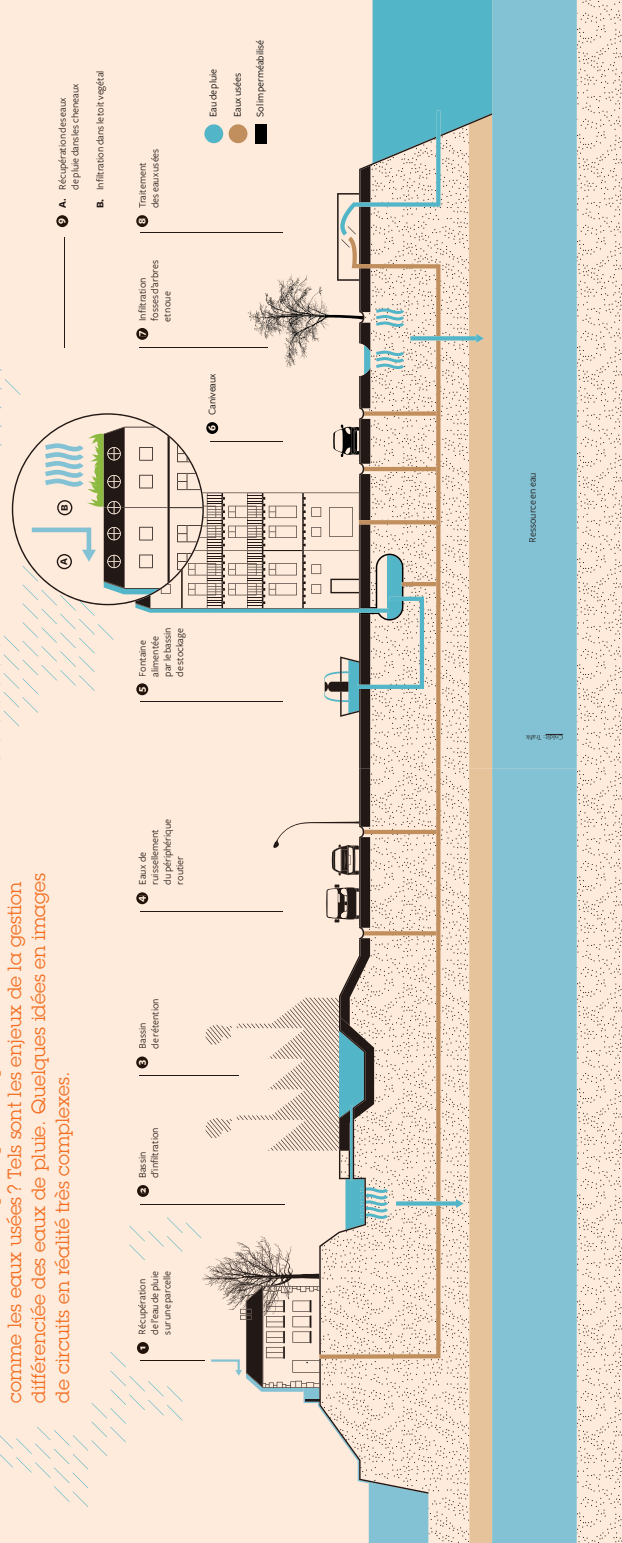 comme les eaux usées ? Tels sont les enjeux de la gestion
différenciée des eaux de pluie. Quelques idées en images
de circuits en réalité très complexes.
1 Récupération
de l'eau de pluie
sur une parcelle
2 Bassin
d'infiltration
3 Bassin
de rétention
4 Eaux de
ruissellement
du périphérique
routier
5 Fontaine
alimentée
par le bassin
de stockage
A
B
6 Caniveaux
7 Infiltration
fosses d'arbres
et noue
8 Traitement
des eaux usées
9 A. Récupération des eaux
de pluie dans les cheneaux
B. Infiltration dans le toit végétal
Eau de pluie
Eaux usées
Sol imperméabilisé
Ressource en eau
Crédit : Trafik